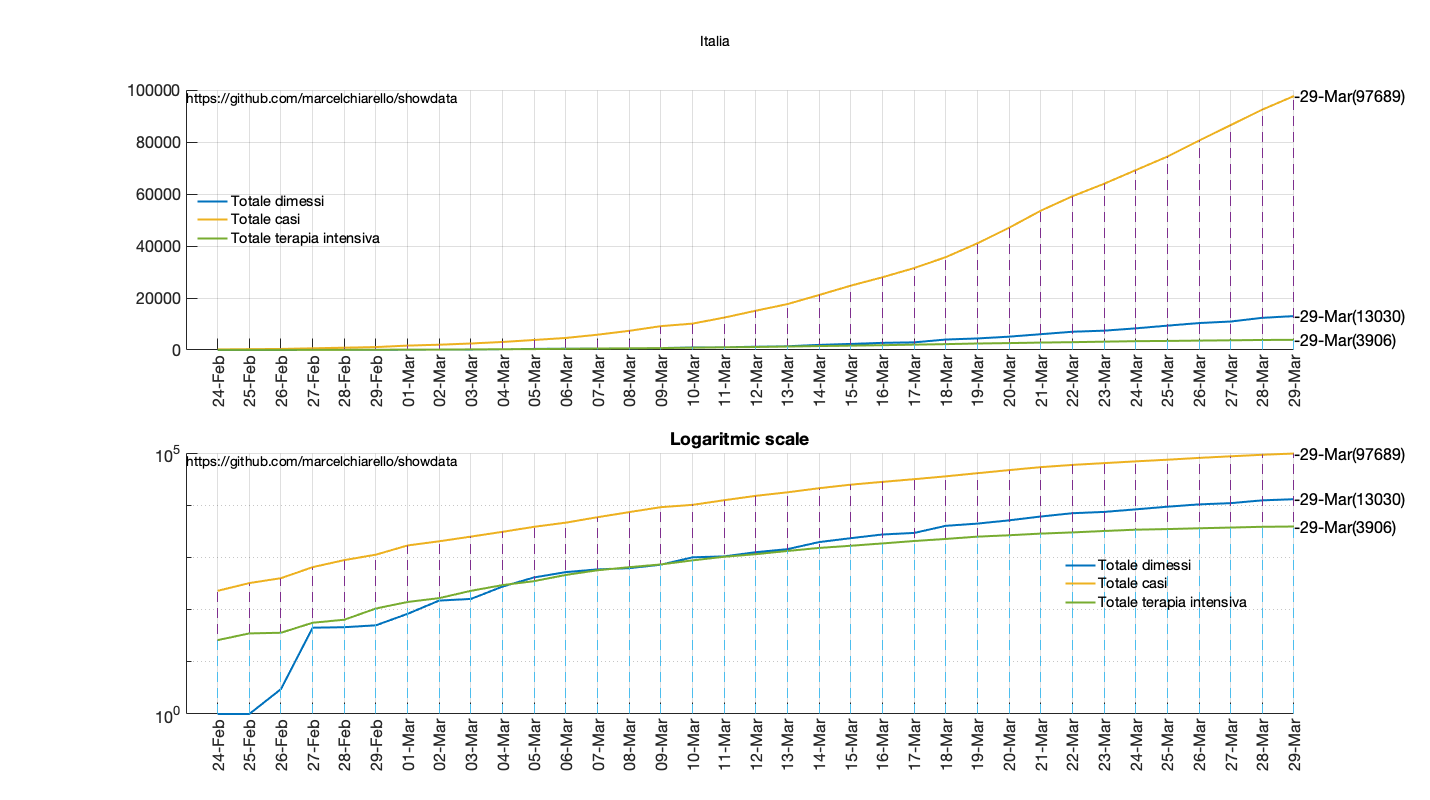 Italia
100000
80000
60000
40000
20000
0
https://github.com/marcelchiarello/showdata
Totale dimessi
Totale casi
Totale terapia intensiva
-29-Mar(97689)
-29-Mar(13030)
-29-Mar(3906)
24-Feb
25-Feb
26-Feb
27-Feb
28-Feb
29-Feb
01-Mar
02-Mar
03-Mar
04-Mar
05-Mar
06-Mar
07-Mar
08-Mar
09-Mar
10-Mar
11-Mar
12-Mar
13-Mar
14-Mar
15-Mar
16-Mar
17-Mar
18-Mar
19-Mar
20-Mar
21-Mar
22-Mar
23-Mar
24-Mar
25-Mar
26-Mar
27-Mar
28-Mar
29-Mar
Logaritmic scale
10^5
10^0
https://github.com/marcelchiarello/showdata
-29-Mar(97689)
-29-Mar(13030)
-29-Mar(3906)
Totale dimessi
Totale casi
Totale terapia intensiva
24-Feb
25-Feb
26-Feb
27-Feb
28-Feb
29-Feb
01-Mar
02-Mar
03-Mar
04-Mar
05-Mar
06-Mar
07-Mar
08-Mar
09-Mar
10-Mar
11-Mar
12-Mar
13-Mar
14-Mar
15-Mar
16-Mar
17-Mar
18-Mar
19-Mar
20-Mar
21-Mar
22-Mar
23-Mar
24-Mar
25-Mar
26-Mar
27-Mar
28-Mar
29-Mar